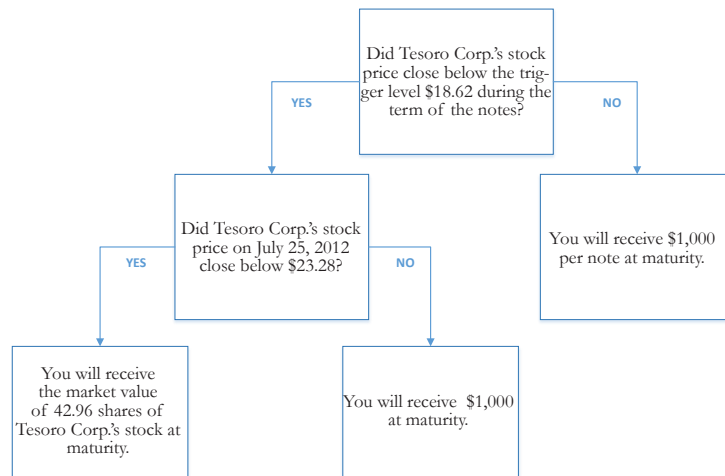 Did Tesoro Corp.'s stock
price close below the trig-
ger level $18.62 during the
term of the notes?
YES
NO
Did Tesoro Corp.'s stock
price on July 25, 2012
close below $23.28?
You will receive $1,000
per note at maturity.
YES
NO
You will receive
the market value
of 42.96 shares of
Tesoro Corp.'s stock at
maturity.
You will receive $1,000
at maturity.